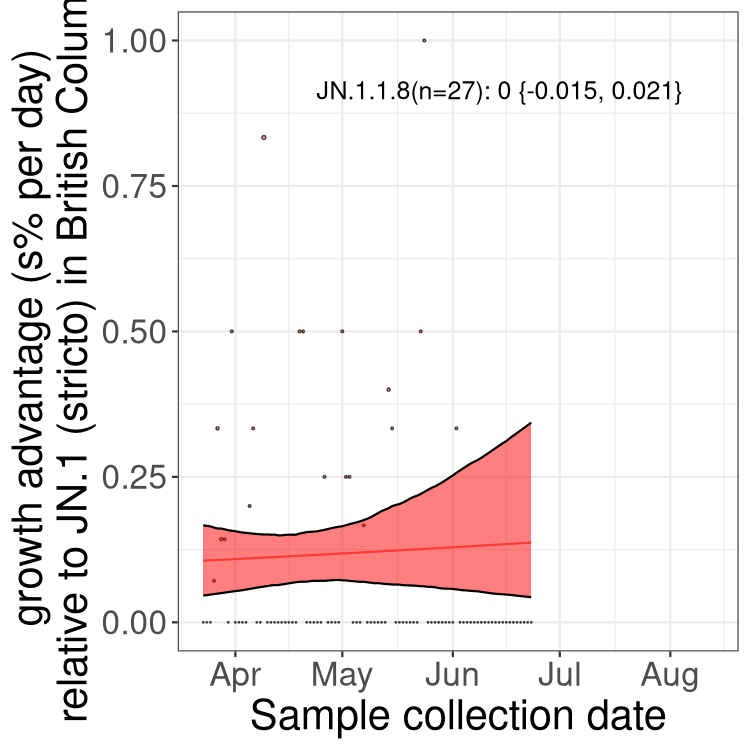 growth advantage (s% per day)
relative to JN.1 (stricto) in British Colum
1.00
0.75
0.50
0.25
0.00
JN.1.1.8(n=27): 0 {-0.015, 0.021}
Apr May Jun Jul Aug
Sample collection date